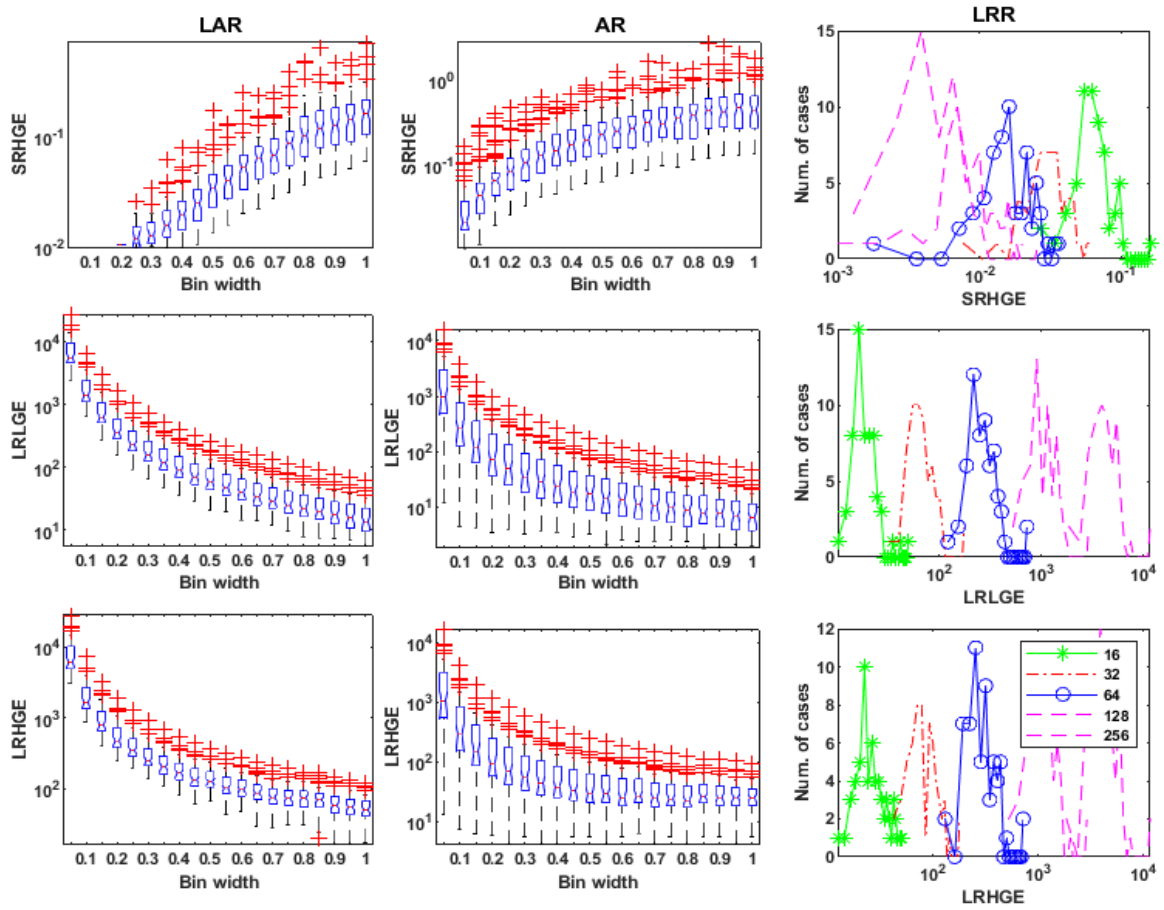 LAR
AR
LRR
SRHGE
10^-1
10^-2
0.1 0.2 0.3 0.4 0.5 0.6 0.7 0.8 0.9 1
Bin width
SRHGE
10^0
10^-1
0.1 0.2 0.3 0.4 0.5 0.6 0.7 0.8 0.9 1
Bin width
Num. of cases
15
10
5
0
10^-3 10^-2 10^-1
SRHGE
LRLGE
10^4
10^3
10^2
10^1
0.1 0.2 0.3 0.4 0.5 0.6 0.7 0.8 0.9 1
Bin width
LRLGE
10^4
10^3
10^2
10^1
0.1 0.2 0.3 0.4 0.5 0.6 0.7 0.8 0.9 1
Bin width
Num. of cases
15
10
5
0
10^2 10^3 10^4
LRLGE
LRHGE
10^4
10^3
10^2
0.1 0.2 0.3 0.4 0.5 0.6 0.7 0.8 0.9 1
Bin width
LRHGE
10^4
10^3
10^2
10^1
0.1 0.2 0.3 0.4 0.5 0.6 0.7 0.8 0.9 1
Bin width
Num. of cases
12
10
8
6
4
2
0
10^2 10^3 10^4
LRHGE
16
32
64
128
256